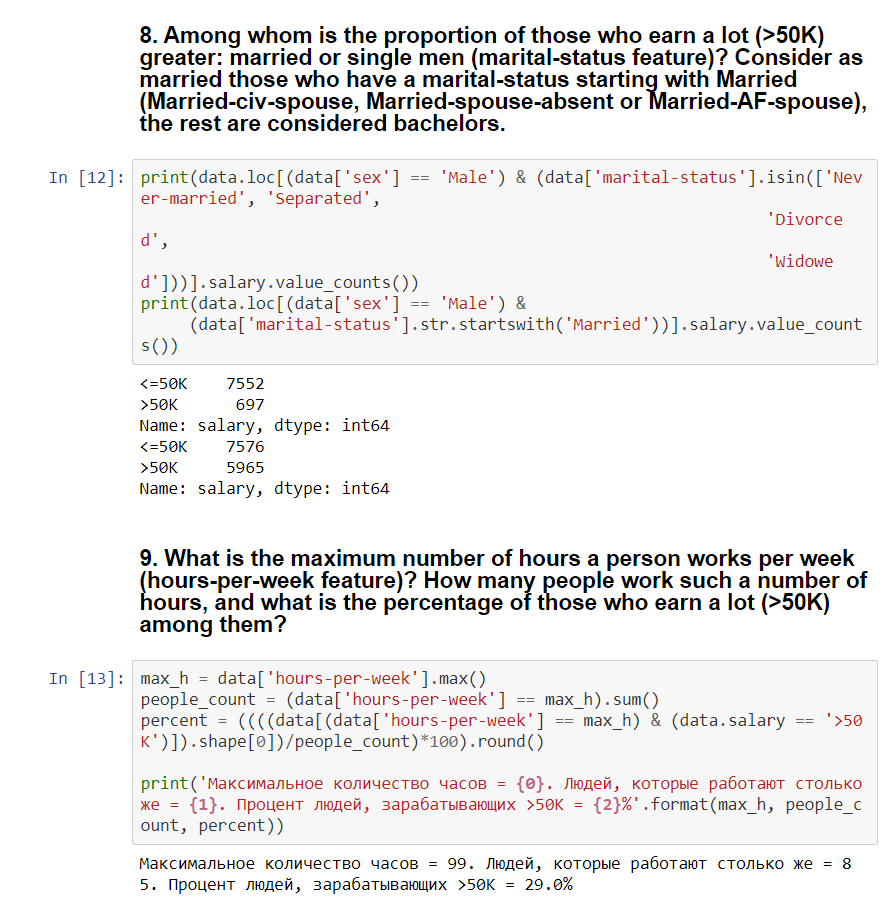 8. Among whom is the proportion of those who earn a lot (>50K)
greater: married or single men (marital-status feature)? Consider as
married those who have a marital-status starting with Married
(Married-civ-spouse, Married-spouse-absent or Married-AF-spouse),
the rest are considered bachelors.
In [12]: print(data.loc[(data['sex'] == 'Male') & (data['marital-status'].isin(['Nev
er-married', 'Separated',
'Divorce
d',
'Widowe
d']))].salary.value_counts())
print(data.loc[(data['sex'] == 'Male') &
(data['marital-status'].str.startswith('Married'))].salary.value_count
s())
<=50K 7552
>50K 697
Name: salary, dtype: int64
<=50K 7576
>50K 5965
Name: salary, dtype: int64
9. What is the maximum number of hours a person works per week
(hours-per-week feature)? How many people work such a number of
hours, and what is the percentage of those who earn a lot (>50K)
among them?
In [13]: max_h = data['hours-per-week'].max()
people_count = (data['hours-per-week'] == max_h).sum()
percent = ((((data[(data['hours-per-week'] == max_h) & (data.salary == '>50
K')]).shape[0])/people_count)*100).round()
print('Максимальное количество часов = {0}. Людей, которые работают столько
же = {1}. Процент людей, зарабатывающих >50K = {2}%'.format(max_h, people_c
ount, percent))
Максимальное количество часов = 99. Людей, которые работают столько же = 8
5. Процент людей, зарабатывающих >50K = 29.0%